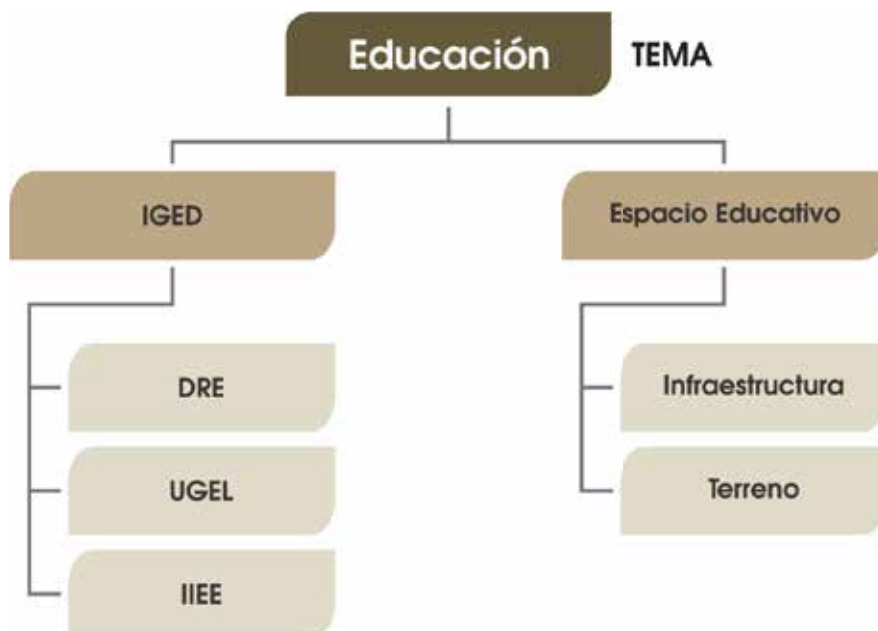 Educación TEMA
IGED
Espacio Educativo
DRE
UGEL
IIEE
Infraestructura
Terreno